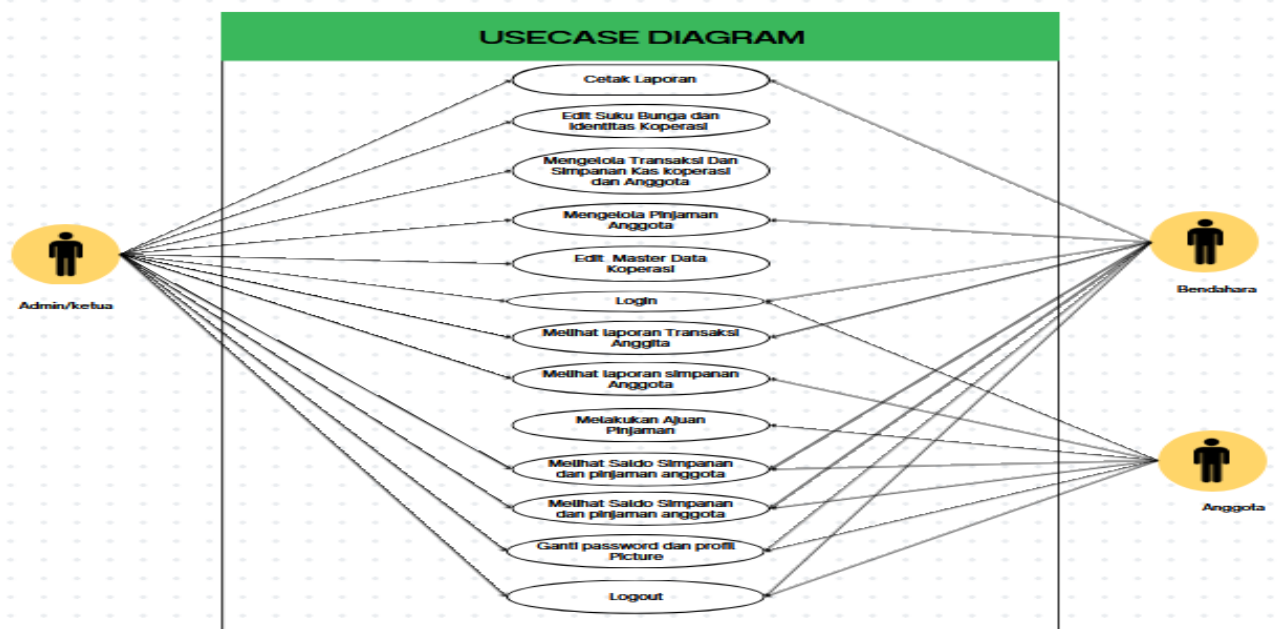 USECASE DIAGRAM
Cetak Laporan
Edit Suku Bunga dan
Identitas Koperasi
Mengelola Transaksi Dan
Simpanan Kas koperasi
dan Anggota
Mengelola Pinjaman
Anggota
Edit Master Data
Koperasi
Login
Melihat laporan Transaksi
Anggita
Melihat laporan simpanan
Anggota
Melakukan Ajuan
Pinjaman
Melihat Saldo Simpanan
dan pinjaman anggota
Melihat Saldo Simpanan
dan pinjaman anggota
Ganti password dan profil
Picture
Logout
Admin/ketua
Bendahara
Anggota